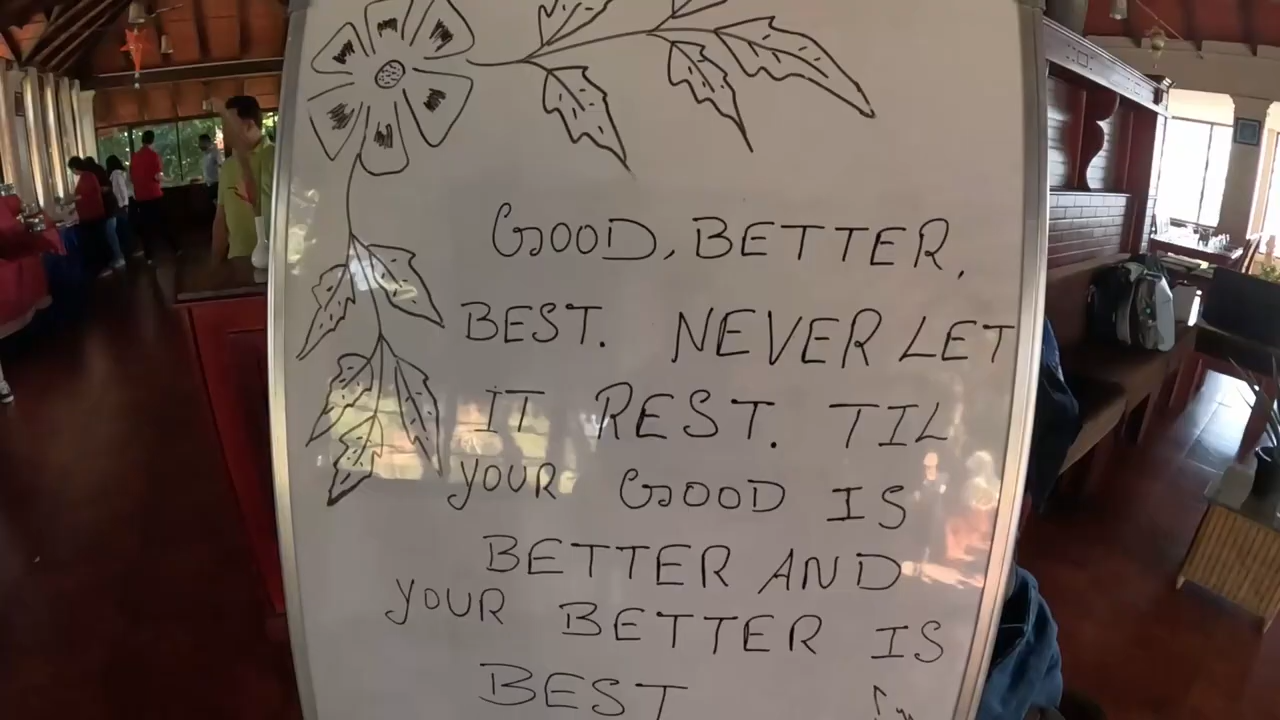 GOOD, BETTER,
BEST. NEVER LET
IT REST. TIL
YOUR GOOD IS
BETTER AND
YOUR BETTER IS
BEST